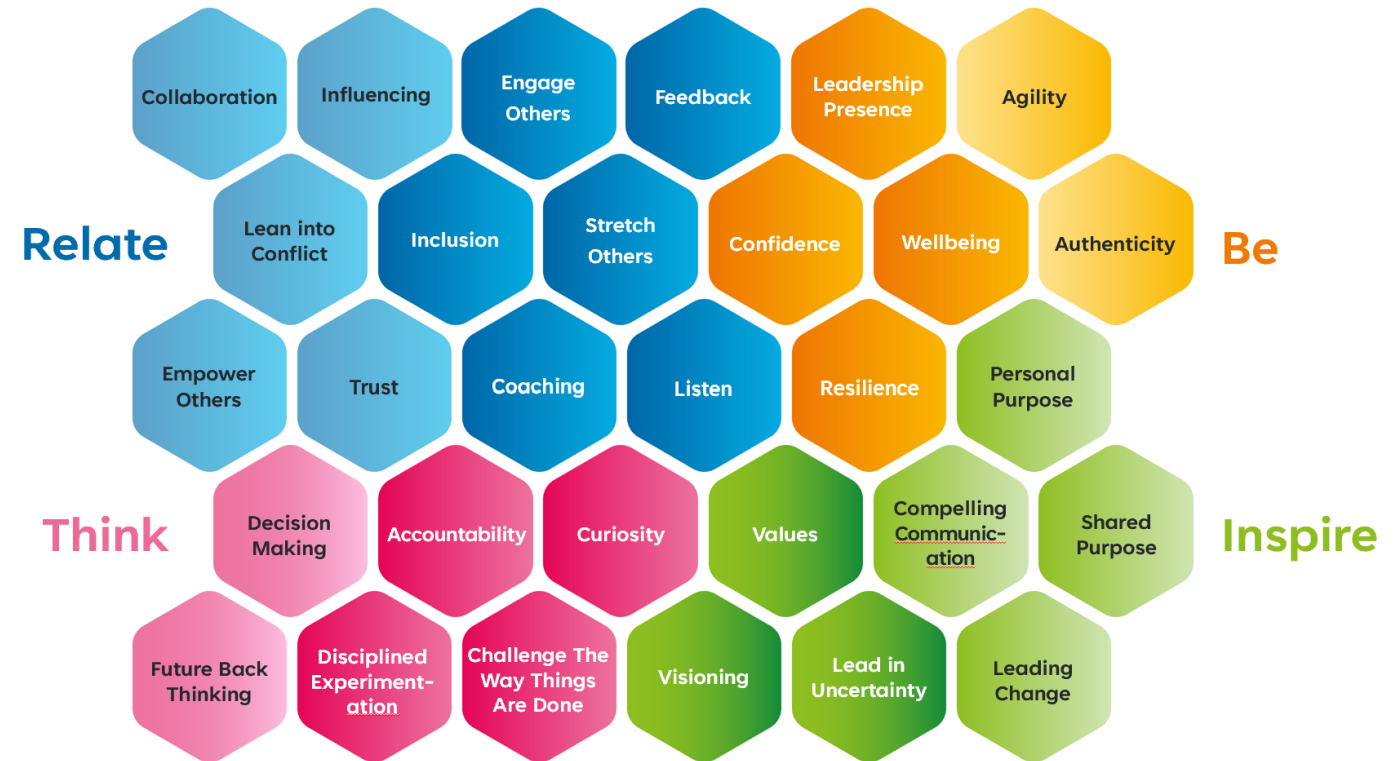 Collaboration
Influencing
Engage
Others
Feedback
Leadership
Presence
Agility
Relate
Lean into
Conflict
Inclusion
Stretch
Others
Confidence
Wellbeing
Authenticity
Be
Empower
Others
Trust
Coaching
Listen
Resilience
Personal
Purpose
Think
Decision
Making
Accountability
Curiosity
Values
Compelling
Communic-
ation
Shared
Purpose
Inspire
Future Back
Thinking
Disciplined
Experiment-
ation
Challenge The
Way Things
Are Done
Visioning
Lead in
Uncertainty
Leading
Change